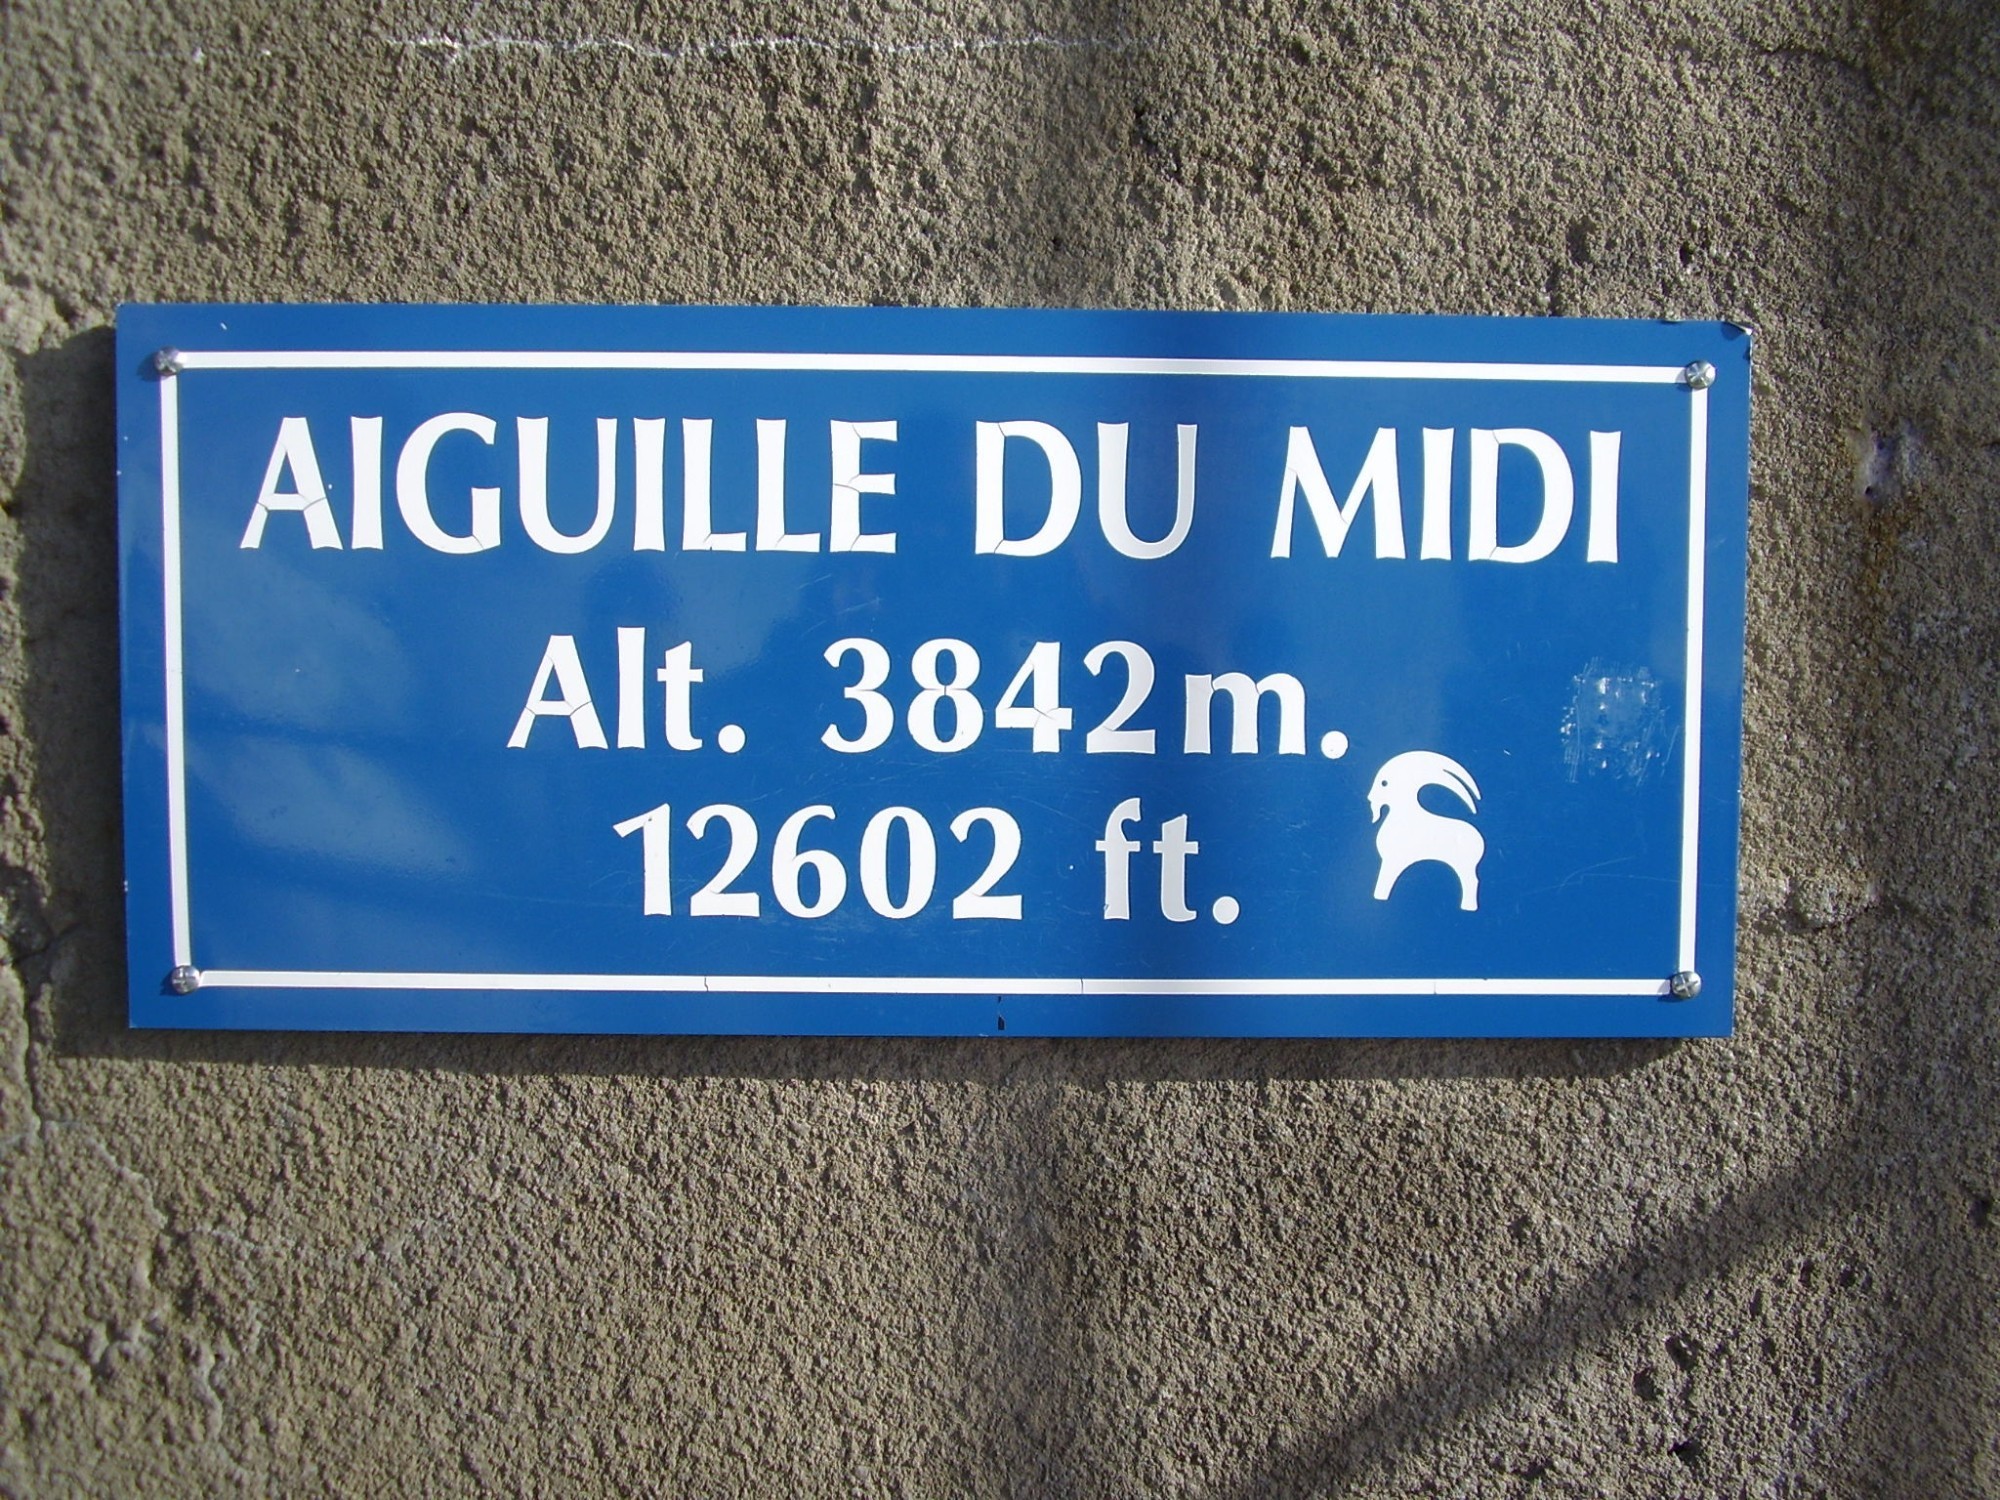 AIGUILLE DU MIDI
Alt. 3842m.
12602 ft.